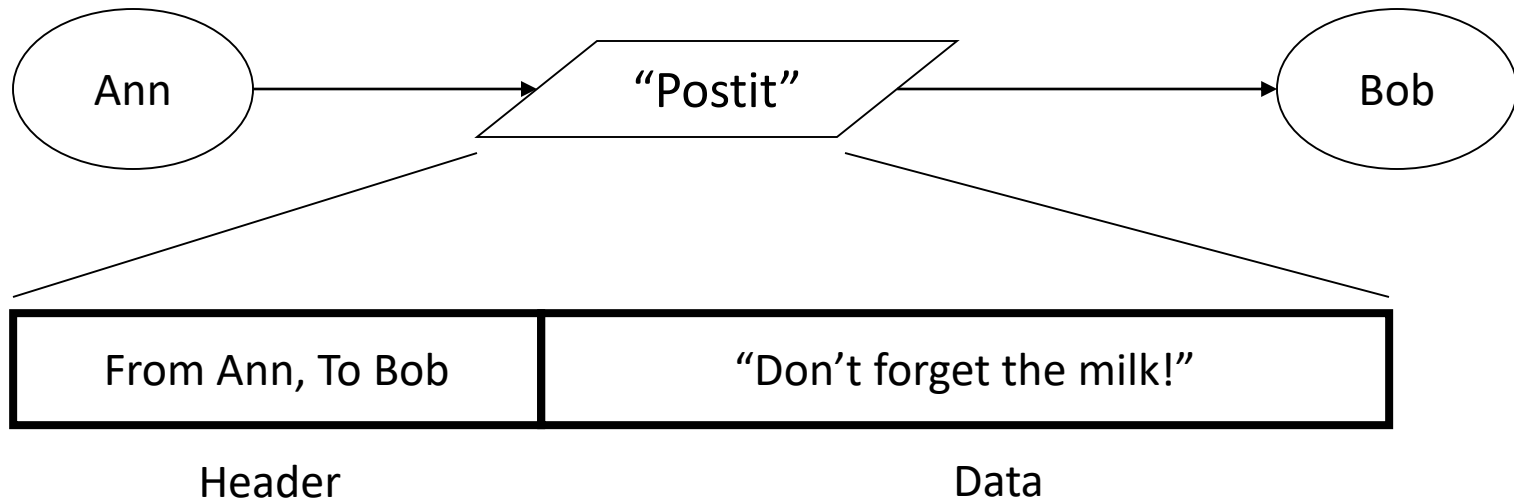 Ann
“Postit”
Bob
From Ann, To Bob
“Don’t forget the milk!”
Header
Data